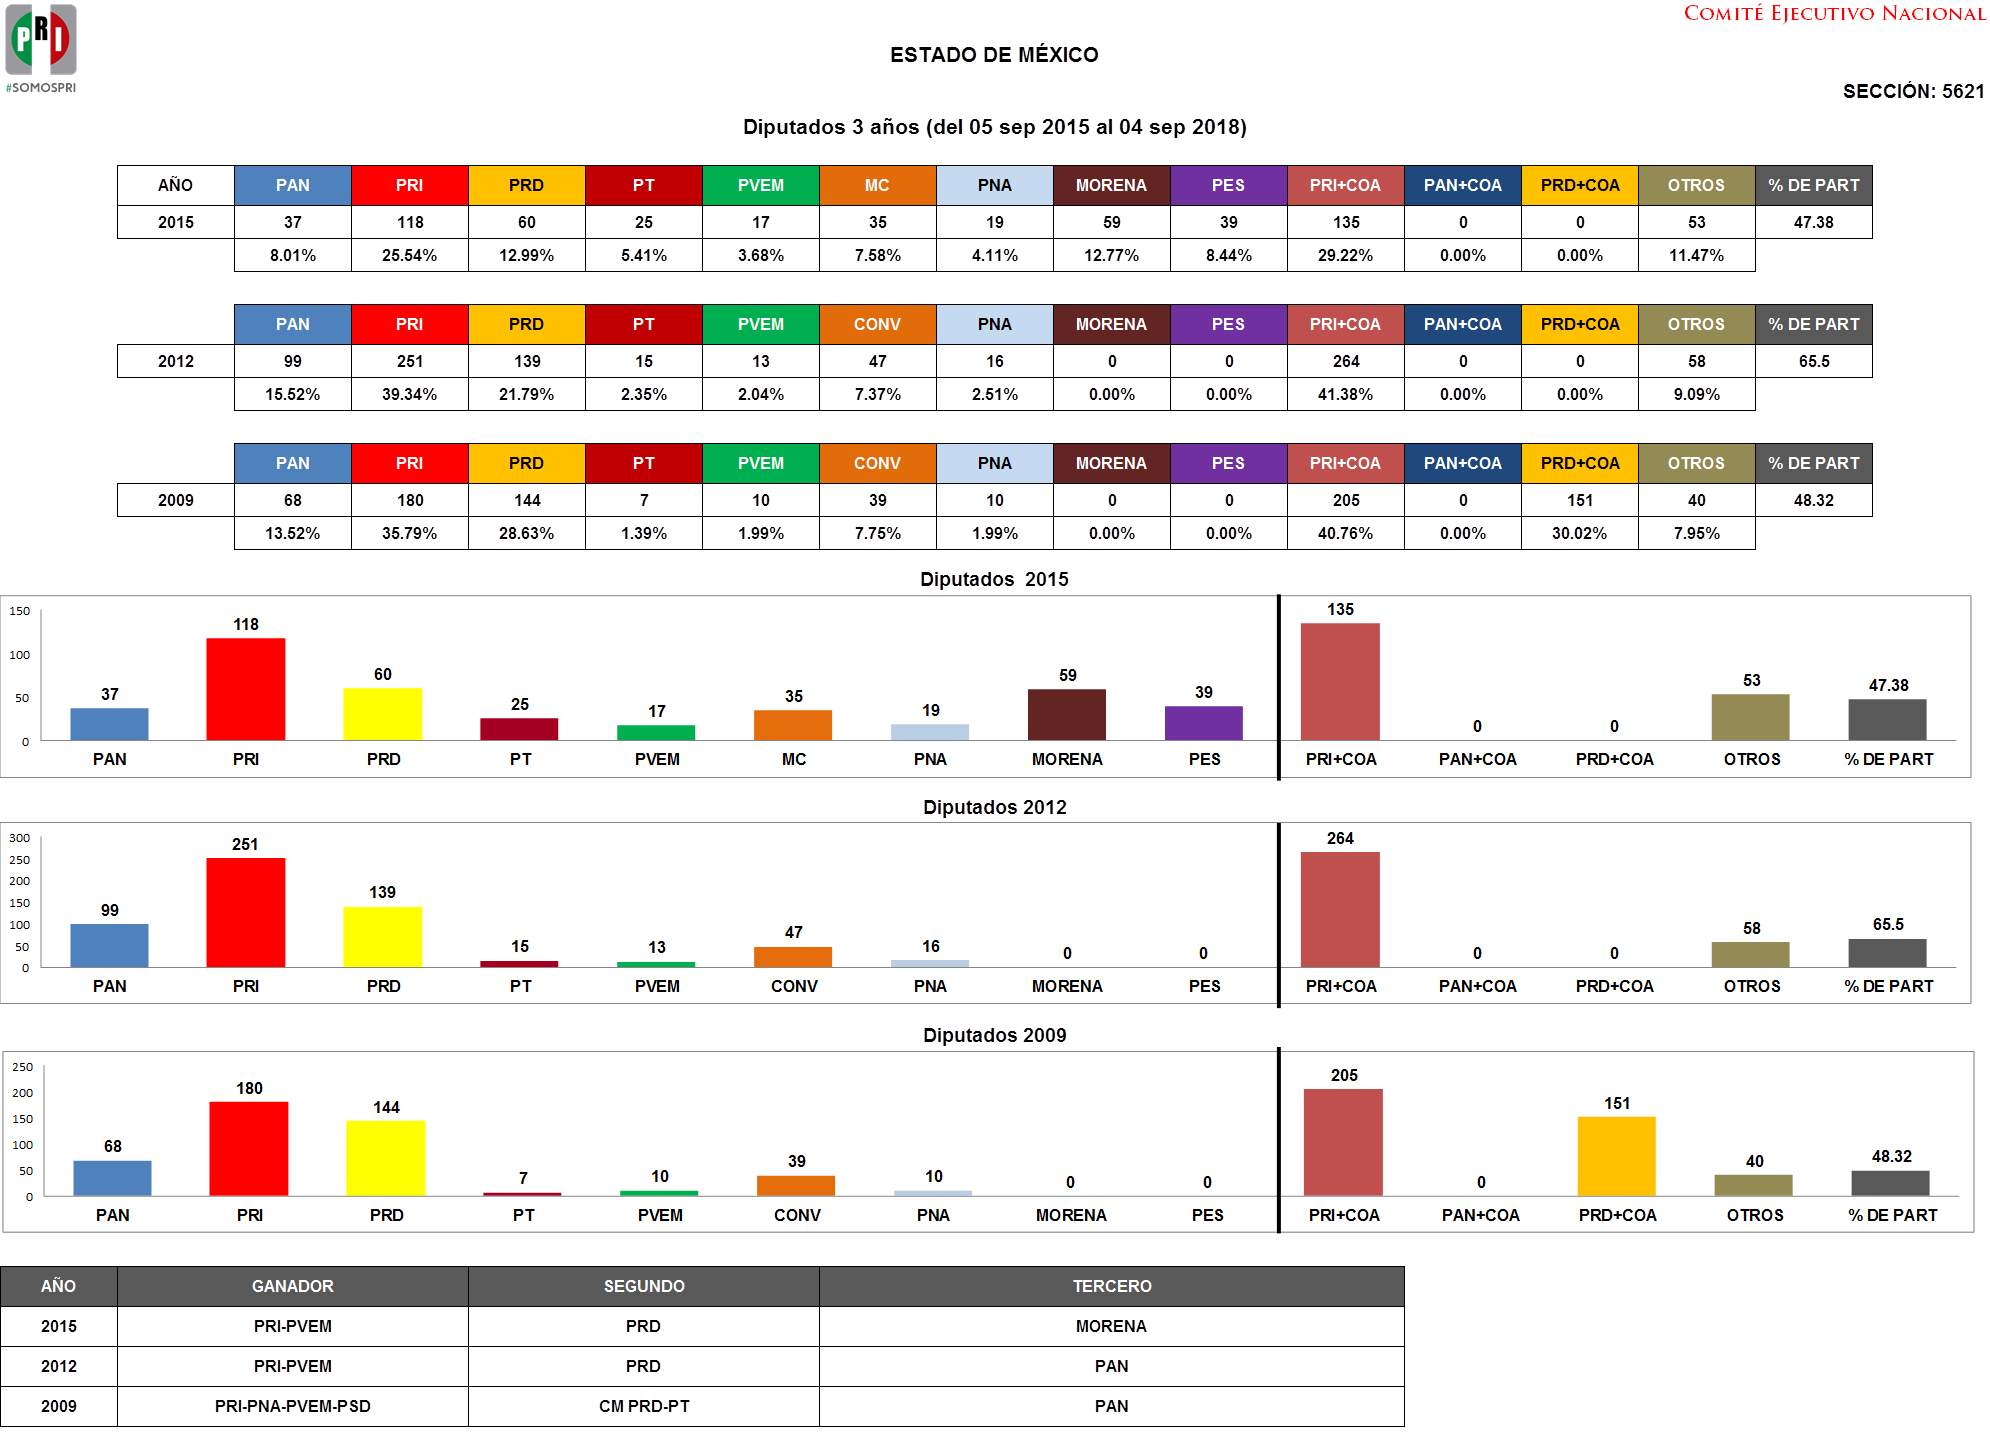 PRI
#SOMOSPRI
COMITÉ EJECUTIVO NACIONAL
ESTADO DE MÉXICO
SECCIÓN: 5621
Diputados 3 años (del 05 sep 2015 al 04 sep 2018)
AÑO PAN PRI PRD PT PVEM MC PNA MORENA PES PRI+COA PAN+COA PRD+COA OTROS % DE PART
2015 37 118 60 25 17 35 19 59 39 135 0 0 53 47.38
8.01% 25.54% 12.99% 5.41% 3.68% 7.58% 4.11% 12.77% 8.44% 29.22% 0.00% 0.00% 11.47%
PAN PRI PRD PT PVEM CONV PNA MORENA PES PRI+COA PAN+COA PRD+COA OTROS % DE PART
2012 99 251 139 15 13 47 16 0 0 264 0 0 58 65.5
15.52% 39.34% 21.79% 2.35% 2.04% 7.37% 2.51% 0.00% 0.00% 41.38% 0.00% 0.00% 9.09%
PAN PRI PRD PT PVEM CONV PNA MORENA PES PRI+COA PAN+COA PRD+COA OTROS % DE PART
2009 68 180 144 7 10 39 10 0 0 205 0 151 40 48.32
13.52% 35.79% 28.63% 1.39% 1.99% 7.75% 1.99% 0.00% 0.00% 40.76% 0.00% 30.02% 7.95%
Diputados 2015
150
100
50
0
37 118 60 25 17 35 19 59 39 135 0 0 53 47.38
PAN PRI PRD PT PVEM MC PNA MORENA PES PRI+COA PAN+COA PRD+COA OTROS % DE PART
Diputados 2012
300
250
200
150
100
50
0
99 251 139 15 13 47 16 0 0 264 0 0 58 65.5
PAN PRI PRD PT PVEM CONV PNA MORENA PES PRI+COA PAN+COA PRD+COA OTROS % DE PART
Diputados 2009
250
200
150
100
50
0
68 180 144 7 10 39 10 0 0 205 0 151 40 48.32
PAN PRI PRD PT PVEM CONV PNA MORENA PES PRI+COA PAN+COA PRD+COA OTROS % DE PART
AÑO GANADOR SEGUNDO TERCERO
2015 PRI-PVEM PRD MORENA
2012 PRI-PVEM PRD PAN
2009 PRI-PNA-PVEM-PSD CM PRD-PT PAN